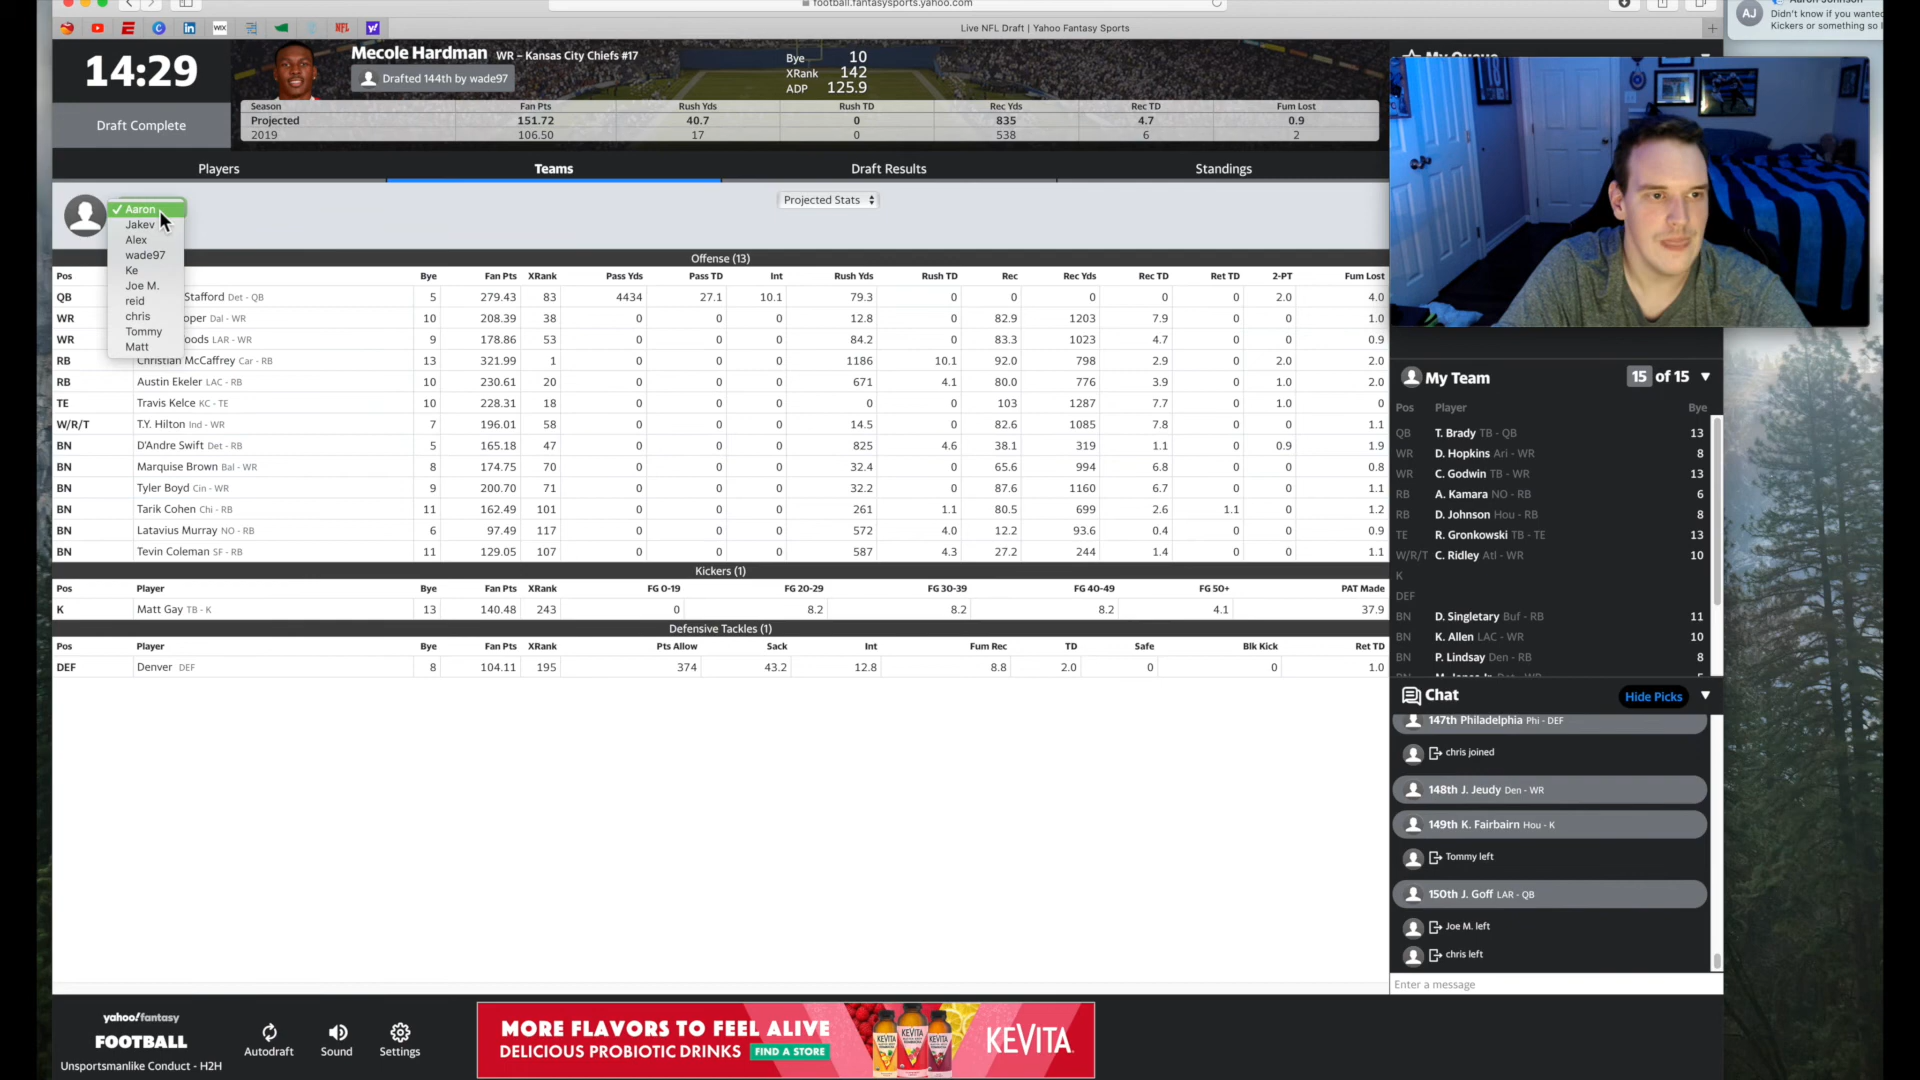 football.fantasysports.yahoo.com
Live NFL Draft | Yahoo Fantasy Sports
AJ
Didn't know if you wanted
Kickers or something so I
14:29
Draft Complete
Mecole Hardman WR – Kansas City Chiefs #17
Drafted 144th by wade97
Bye 10
XRank 142
ADP 125.9
Season Fan Pts Rush Yds Rush TD Rec Yds Rec TD Fum Lost
Projected 151.72 40.7 0 835 4.7 0.9
2019 106.50 17 0 538 6 2
Players Teams Draft Results Standings
✓ Aaron
Jakev
Alex
wade97
Ke
Joe M.
reid
chris
Tommy
Matt
Projected Stats
Offense (13)
Pos Bye Fan Pts XRank Pass Yds Pass TD Int Rush Yds Rush TD Rec Rec Yds Rec TD Ret TD 2-PT Fum Lost
QB Stafford Det - QB 5 279.43 83 4434 27.1 10.1 79.3 0 0 0 0 0 2.0 4.0
WR oper Dal - WR 10 208.39 38 0 0 0 12.8 0 82.9 1203 7.9 0 0 1.0
WR oods LAR - WR 9 178.86 53 0 0 0 84.2 0 83.3 1023 4.7 0 0 0.9
RB Christian McCaffrey Car - RB 13 321.99 1 0 0 0 1186 10.1 92.0 798 2.9 0 2.0 2.0
RB Austin Ekeler LAC - RB 10 230.61 20 0 0 0 671 4.1 80.0 776 3.9 0 1.0 2.0
TE Travis Kelce KC - TE 10 228.31 18 0 0 0 0 0 103 1287 7.7 0 1.0 0
W/R/T T.Y. Hilton Ind - WR 7 196.01 58 0 0 0 14.5 0 82.6 1085 7.8 0 0 1.1
BN D'Andre Swift Det - RB 5 165.18 47 0 0 0 825 4.6 38.1 319 1.1 0 0.9 1.9
BN Marquise Brown Bal - WR 8 174.75 70 0 0 0 32.4 0 65.6 994 6.8 0 0 0.8
BN Tyler Boyd Cin - WR 9 200.70 71 0 0 0 32.2 0 87.6 1160 6.7 0 0 1.1
BN Tarik Cohen Chi - RB 11 162.49 101 0 0 0 261 1.1 80.5 699 2.6 1.1 0 1.2
BN Latavius Murray NO - RB 6 97.49 117 0 0 0 572 4.0 12.2 93.6 0.4 0 0 0.9
BN Tevin Coleman SF - RB 11 129.05 107 0 0 0 587 4.3 27.2 244 1.4 0 0 1.1
Kickers (1)
Pos Player Bye Fan Pts XRank FG 0-19 FG 20-29 FG 30-39 FG 40-49 FG 50+ PAT Made
K Matt Gay TB - K 13 140.48 243 0 8.2 8.2 8.2 4.1 37.9
Defensive Tackles (1)
Pos Player Bye Fan Pts XRank Pts Allow Sack Int Fum Rec TD Safe Blk Kick Ret TD
DEF Denver DEF 8 104.11 195 374 43.2 12.8 8.8 2.0 0 0 1.0
My Team 15 of 15
Pos Player Bye
QB T. Brady TB - QB 13
WR D. Hopkins Ari - WR 8
WR C. Godwin TB - WR 13
RB A. Kamara NO - RB 6
RB D. Johnson Hou - RB 8
TE R. Gronkowski TB - TE 13
W/R/T C. Ridley Atl - WR 10
K
DEF
BN D. Singletary Buf - RB 11
BN K. Allen LAC - WR 10
BN P. Lindsay Den - RB 8
Chat Hide Picks
147th Philadelphia Phi - DEF
chris joined
148th J. Jeudy Den - WR
149th K. Fairbairn Hou - K
Tommy left
150th J. Goff LAR - QB
Joe M. left
chris left
Enter a message
yahoo!fantasy
FOOTBALL
Unsportsmanlike Conduct - H2H
Autodraft Sound Settings
MORE FLAVORS TO FEEL ALIVE
DELICIOUS PROBIOTIC DRINKS FIND A STORE
KEVITA